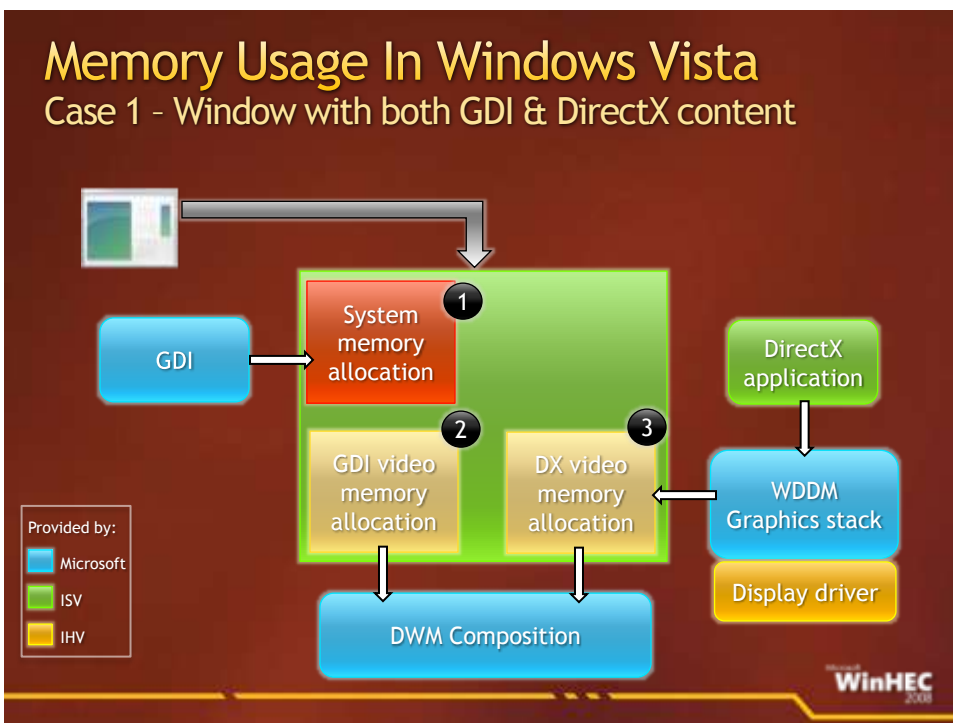 Memory Usage In Windows Vista
Case 1 – Window with both GDI & DirectX content
1
System
memory
allocation
GDI
DirectX
application
2
3
GDI video
memory
allocation
DX video
memory
allocation
WDDM
Graphics stack
Provided by:
Microsoft
ISV
IHV
Display driver
DWM Composition
Microsoft
WinHEC
2008